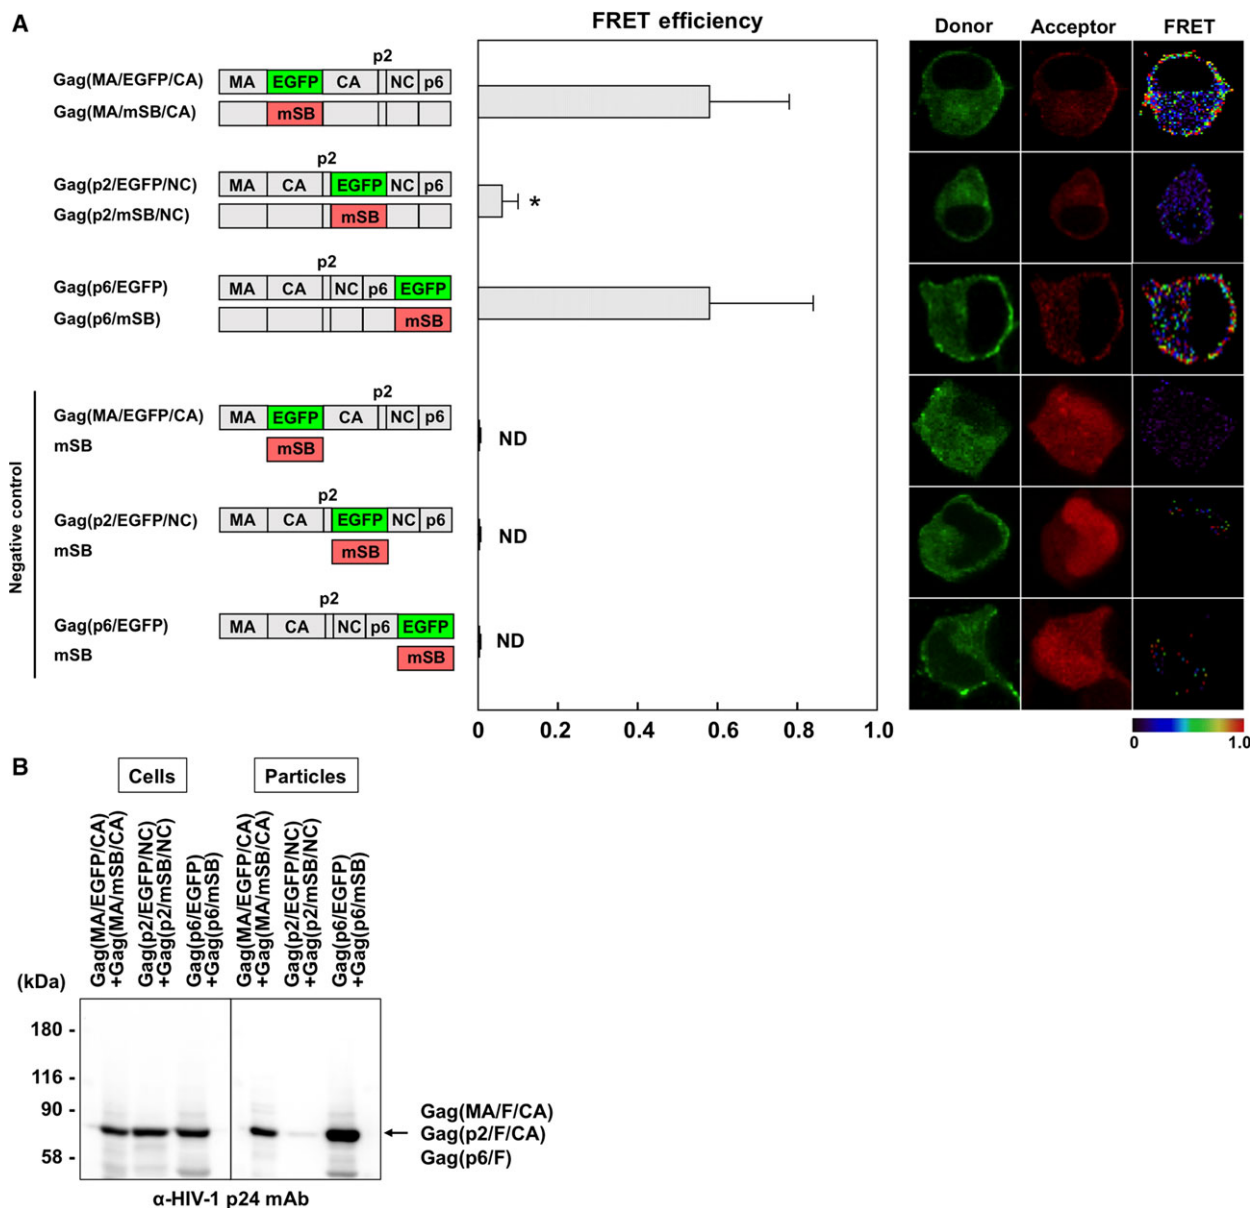 A
FRET efficiency
Donor Acceptor FRET
p2
Gag(MA/EGFP/CA) MA EGFP CA NC p6
Gag(MA/mSB/CA) mSB
p2
Gag(p2/EGFP/NC) MA CA EGFP NC p6
Gag(p2/mSB/NC) mSB
*
p2
Gag(p6/EGFP) MA CA NC p6 EGFP
Gag(p6/mSB) mSB
Negative control
p2
Gag(MA/EGFP/CA) MA EGFP CA NC p6
mSB mSB
ND
p2
Gag(p2/EGFP/NC) MA CA EGFP NC p6
mSB mSB
ND
p2
Gag(p6/EGFP) MA CA NC p6 EGFP
mSB mSB
ND
0 0.2 0.4 0.6 0.8 1.0
0 1.0
B
Cells Particles
Gag(MA/EGFP/CA)
+Gag(MA/mSB/CA)
Gag(p2/EGFP/NC)
+Gag(p2/mSB/NC)
Gag(p6/EGFP)
+Gag(p6/mSB)
Gag(MA/EGFP/CA)
+Gag(MA/mSB/CA)
Gag(p2/EGFP/NC)
+Gag(p2/mSB/NC)
Gag(p6/EGFP)
+Gag(p6/mSB)
(kDa)
180 -
116 -
90 -
58 -
Gag(MA/F/CA)
Gag(p2/F/CA)
Gag(p6/F)
α-HIV-1 p24 mAb